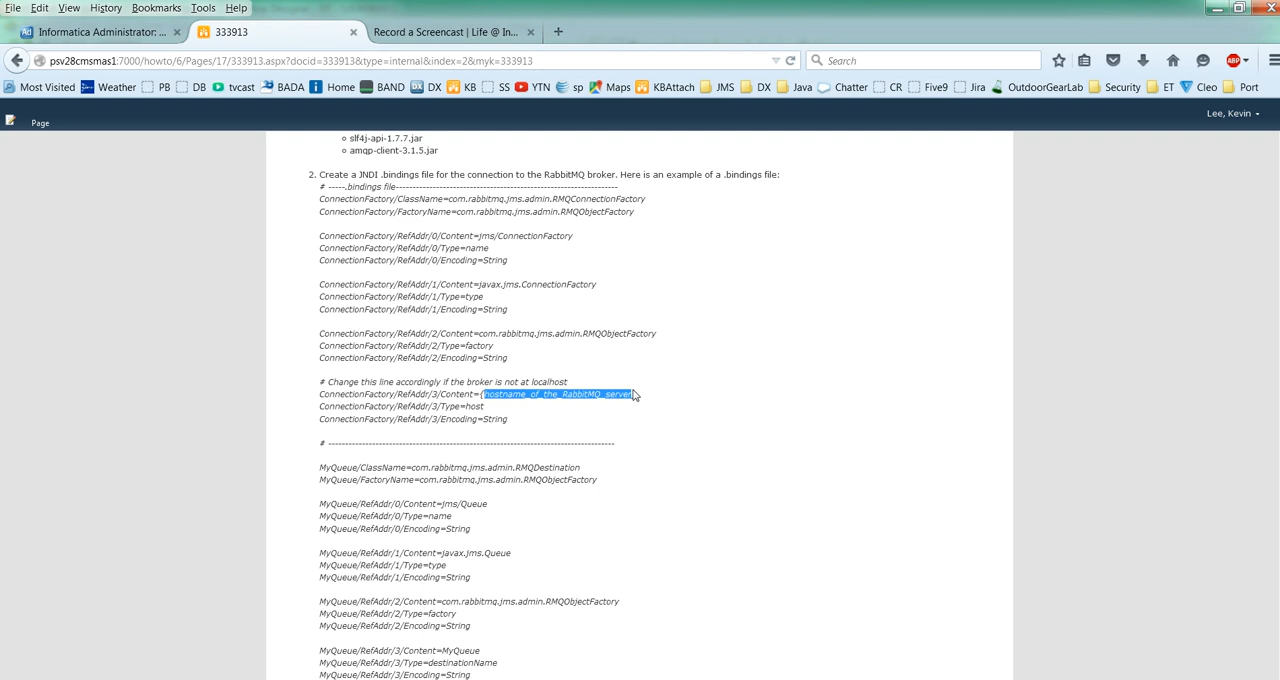 File Edit View History Bookmarks Tools Help
Informatica Administrator: ... × 333913 × Record a Screencast | Life @ In... × +
psv28cmsmas1:7000/howto/6/Pages/17/333913.aspx?docid=333913&type=internal&index=2&myk=333913 Search ABP
Most Visited Weather PB DB tvcast BADA Home BAND DX KB SS YTN sp Maps KBAttach JMS DX Java Chatter CR Five9 Jira OutdoorGearLab Security ET Cleo Port
Page Lee, Kevin
slf4j-api-1.7.7.jar
amqp-client-3.1.5.jar
2. Create a JNDI .bindings file for the connection to the RabbitMQ broker. Here is an example of a .bindings file:
# -----.bindings file------------------------------------------------------
ConnectionFactory/ClassName=com.rabbitmq.jms.admin.RMQConnectionFactory
ConnectionFactory/FactoryName=com.rabbitmq.jms.admin.RMQObjectFactory
ConnectionFactory/RefAddr/0/Content=jms/ConnectionFactory
ConnectionFactory/RefAddr/0/Type=name
ConnectionFactory/RefAddr/0/Encoding=String
ConnectionFactory/RefAddr/1/Content=javax.jms.ConnectionFactory
ConnectionFactory/RefAddr/1/Type=type
ConnectionFactory/RefAddr/1/Encoding=String
ConnectionFactory/RefAddr/2/Content=com.rabbitmq.jms.admin.RMQObjectFactory
ConnectionFactory/RefAddr/2/Type=factory
ConnectionFactory/RefAddr/2/Encoding=String
# Change this line accordingly if the broker is not at localhost
ConnectionFactory/RefAddr/3/Content={hostname_of_the_RabbitMQ_server}
ConnectionFactory/RefAddr/3/Type=host
ConnectionFactory/RefAddr/3/Encoding=String
# ----------------------------------------------------------------------
MyQueue/ClassName=com.rabbitmq.jms.admin.RMQDestination
MyQueue/FactoryName=com.rabbitmq.jms.admin.RMQObjectFactory
MyQueue/RefAddr/0/Content=jms/Queue
MyQueue/RefAddr/0/Type=name
MyQueue/RefAddr/0/Encoding=String
MyQueue/RefAddr/1/Content=javax.jms.Queue
MyQueue/RefAddr/1/Type=type
MyQueue/RefAddr/1/Encoding=String
MyQueue/RefAddr/2/Content=com.rabbitmq.jms.admin.RMQObjectFactory
MyQueue/RefAddr/2/Type=factory
MyQueue/RefAddr/2/Encoding=String
MyQueue/RefAddr/3/Content=MyQueue
MyQueue/RefAddr/3/Type=destinationName
MyQueue/RefAddr/3/Encoding=String